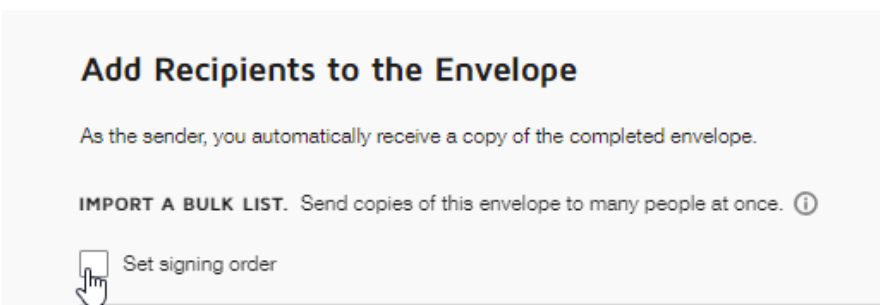 Add Recipients to the Envelope
As the sender, you automatically receive a copy of the completed envelope.
IMPORT A BULK LIST. Send copies of this envelope to many people at once.
Set signing order